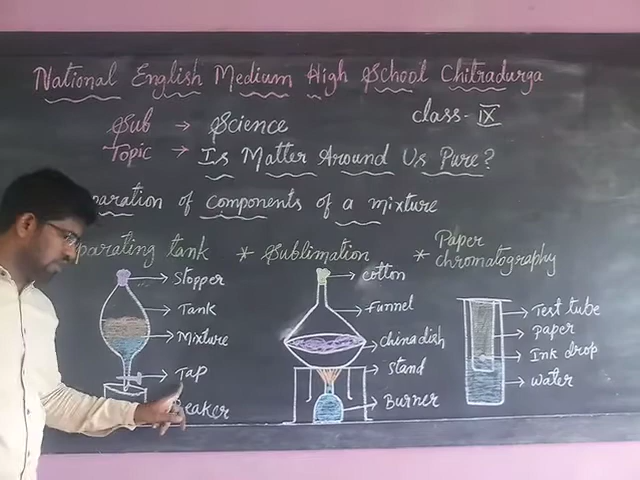 National English Medium High School Chitradurga
Sub → Science
class - IX
Topic → Is Matter Around Us Pure?
paration of components of a mixture
parating tank * Sublimation * Paper chromatography
Stopper
Tank
Mixture
Tap
Beaker
cotton
Funnel
china dish
Stand
Burner
Test tube
paper
Ink drop
water